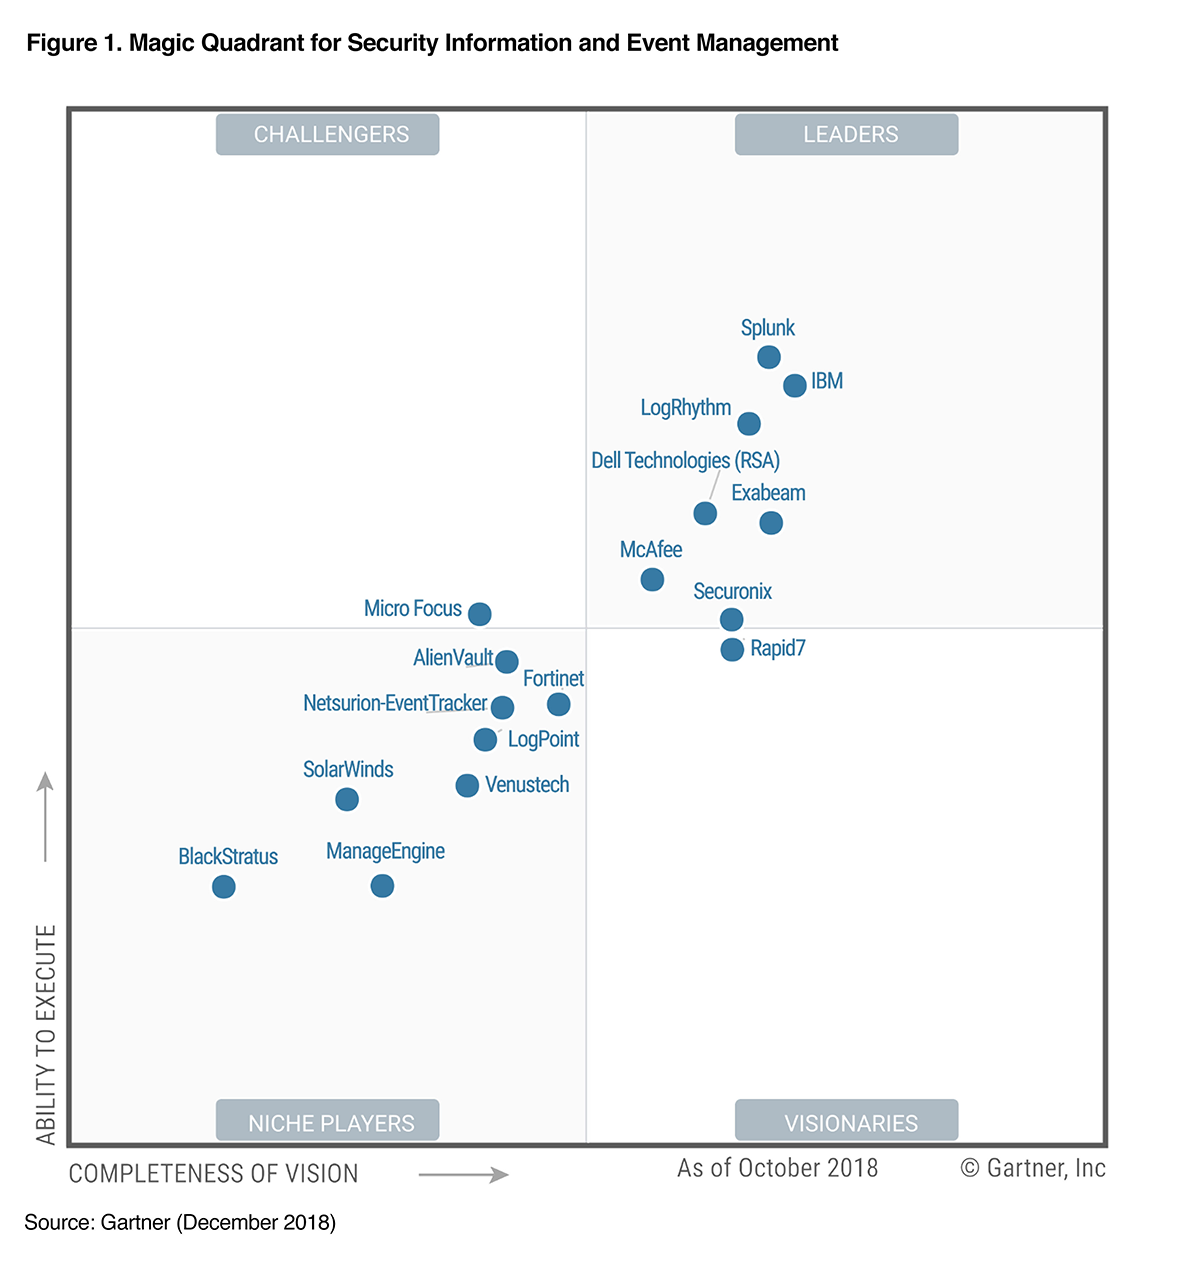 Figure 1. Magic Quadrant for Security Information and Event Management
CHALLENGERS
LEADERS
Splunk
IBM
LogRhythm
Dell Technologies (RSA)
Exabeam
McAfee
Securonix
Micro Focus
Rapid7
AlienVault
Fortinet
Netsurion-EventTracker
LogPoint
SolarWinds
Venustech
BlackStratus
ManageEngine
ABILITY TO EXECUTE
NICHE PLAYERS
VISIONARIES
COMPLETENESS OF VISION
As of October 2018
© Gartner, Inc
Source: Gartner (December 2018)